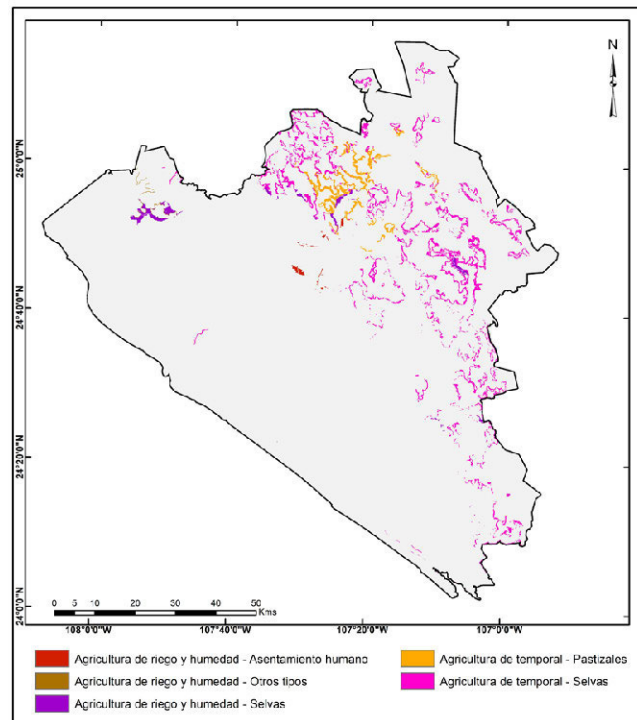 N
25°0'0"N
24°40'0"N
24°20'0"N
24°0'0"N
0 5 10 20 30 40 50
Kms
108°0'0"W 107°40'0"W 107°20'0"W 107°0'0"W
Agricultura de riego y humedad - Asentamiento humano
Agricultura de temporal - Pastizales
Agricultura de riego y humedad - Otros tipos
Agricultura de temporal - Selvas
Agricultura de riego y humedad - Selvas